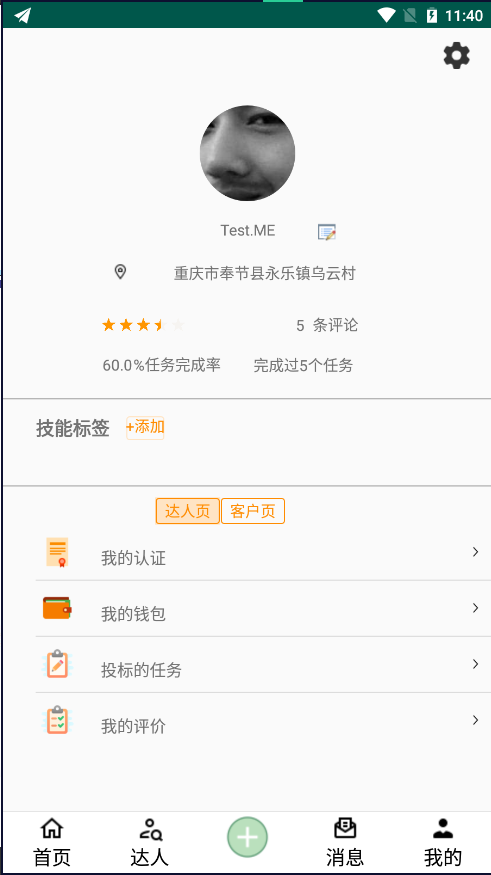 11:40
Test.ME
重庆市奉节县永乐镇乌云村
5 条评论
60.0%任务完成率 完成过5个任务
技能标签 +添加
达人页 客户页
我的认证
我的钱包
投标的任务
我的评价
首页 达人 消息 我的